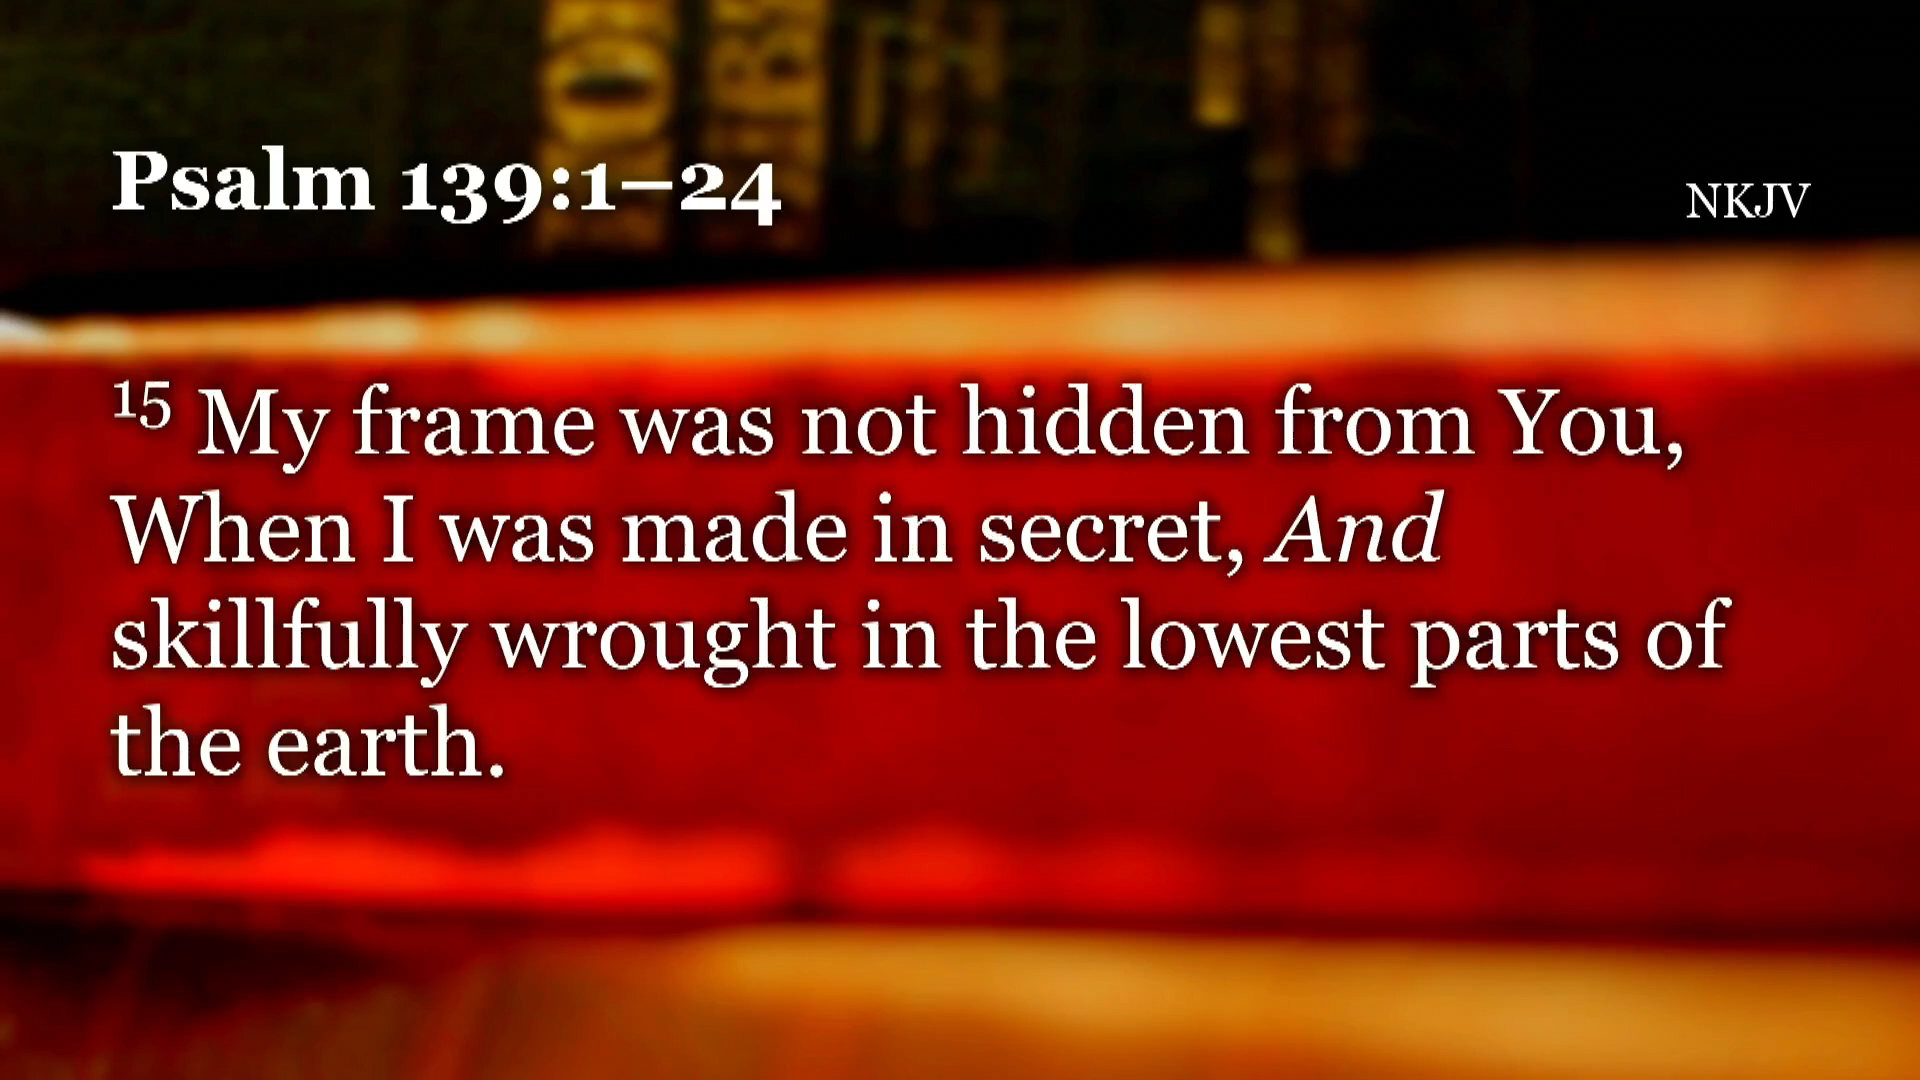 Psalm 139:1–24
NKJV
15 My frame was not hidden from You,
When I was made in secret, And
skillfully wrought in the lowest parts of
the earth.